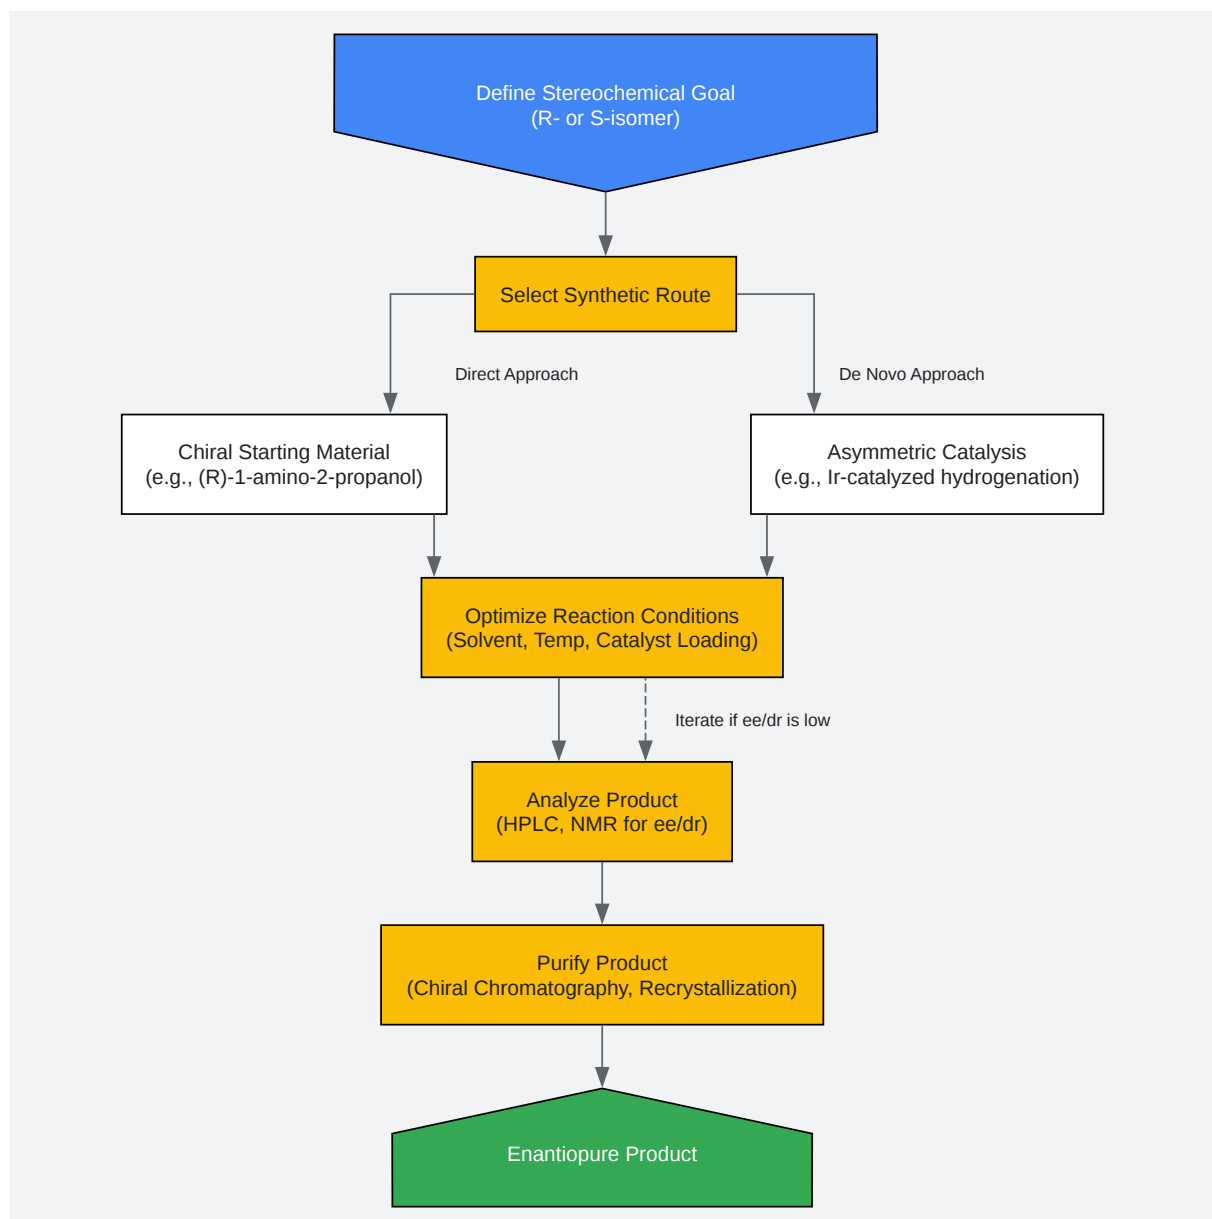 Define Stereochemical Goal
(R- or S-isomer)
Select Synthetic Route
Direct Approach
De Novo Approach
Chiral Starting Material
(e.g., (R)-1-amino-2-propanol)
Asymmetric Catalysis
(e.g., Ir-catalyzed hydrogenation)
Optimize Reaction Conditions
(Solvent, Temp, Catalyst Loading)
Iterate if ee/dr is low
Analyze Product
(HPLC, NMR for ee/dr)
Purify Product
(Chiral Chromatography, Recrystallization)
Enantiopure Product